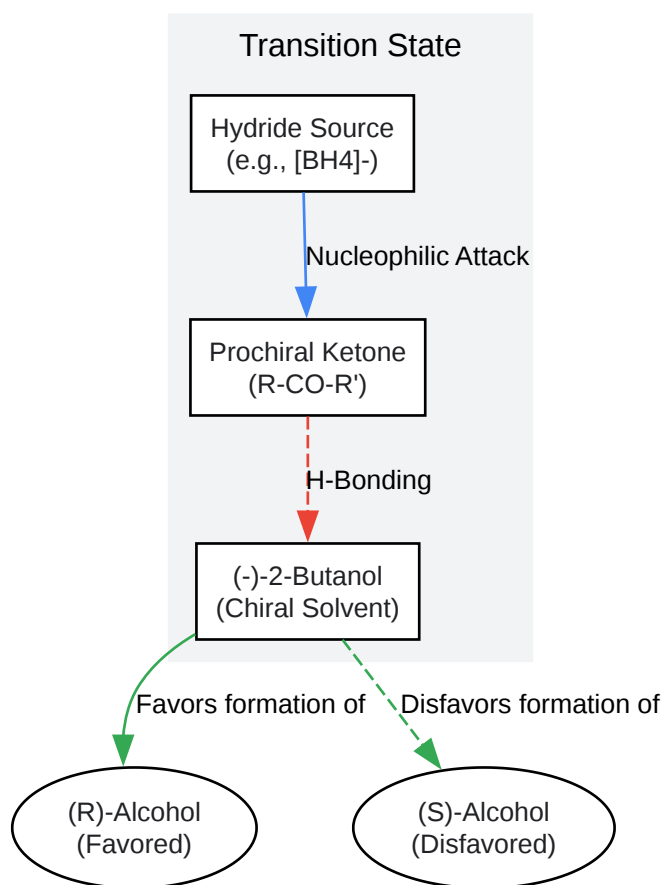 Transition State
Hydride Source
(e.g., [BH4]-)
Nucleophilic Attack
Prochiral Ketone
(R-CO-R')
H-Bonding
(-)-2-Butanol
(Chiral Solvent)
Favors formation of
Disfavors formation of
(R)-Alcohol
(Favored)
(S)-Alcohol
(Disfavored)